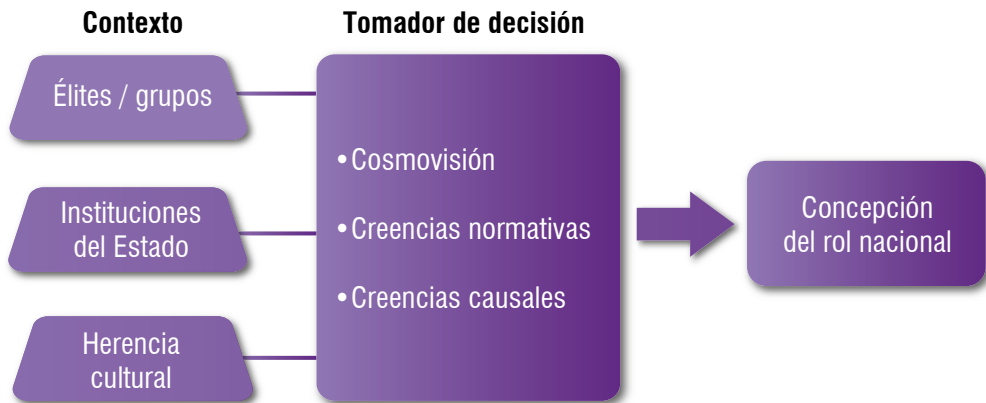 Contexto
Tomador de decisión
Élites / grupos
Instituciones
del Estado
Herencia
cultural
•Cosmovisión
•Creencias normativas
•Creencias causales
Concepción
del rol nacional